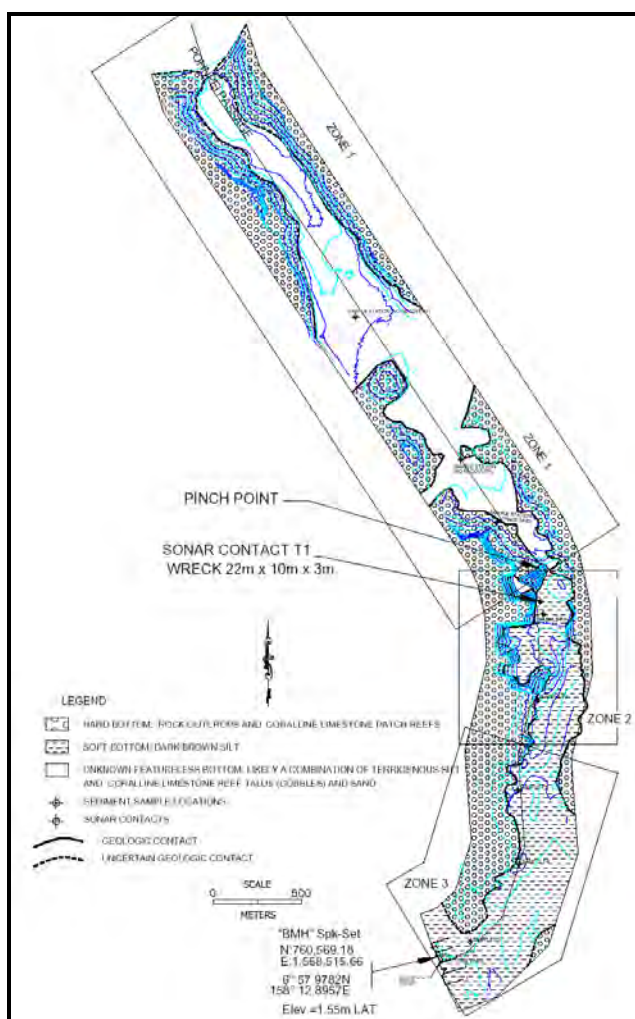 ZONE 1
ZONE 1
PINCH POINT
SONAR CONTACT T1
WRECK 22m x 10m x 3m
ZONE 2
LEGEND
HARD BOTTOM: ROCK OUTCROPS AND CORALLINE LIMESTONE PATCH REEFS
SOFT BOTTOM: DARK BROWN SILT
UNKNOWN FEATURELESS BOTTOM: LIKELY A COMBINATION OF TERRIGENOUS SILT
AND CORALLINE LIMESTONE REEF TALUS (COBBLES) AND SAND
SEDIMENT SAMPLE LOCATIONS
SONAR CONTACTS
GEOLOGIC CONTACT
UNCERTAIN GEOLOGIC CONTACT
ZONE 3
SCALE
0 500
METERS
"BMH" Spk-Set
N:760,569.18
E:1,568,515.66
6° 57 9782N
158° 12.8957E
Elev =1.55m LAT